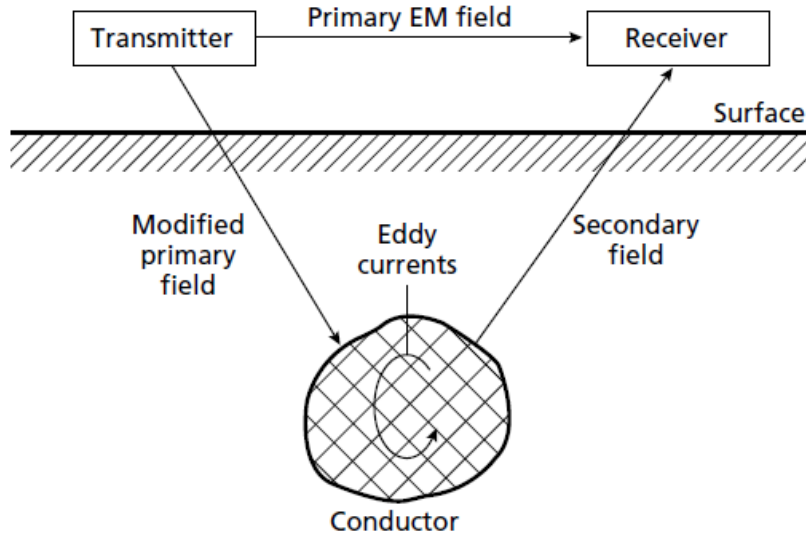 Transmitter
Primary EM field
Receiver
Surface
Modified
primary
field
Eddy
currents
Secondary
field
Conductor